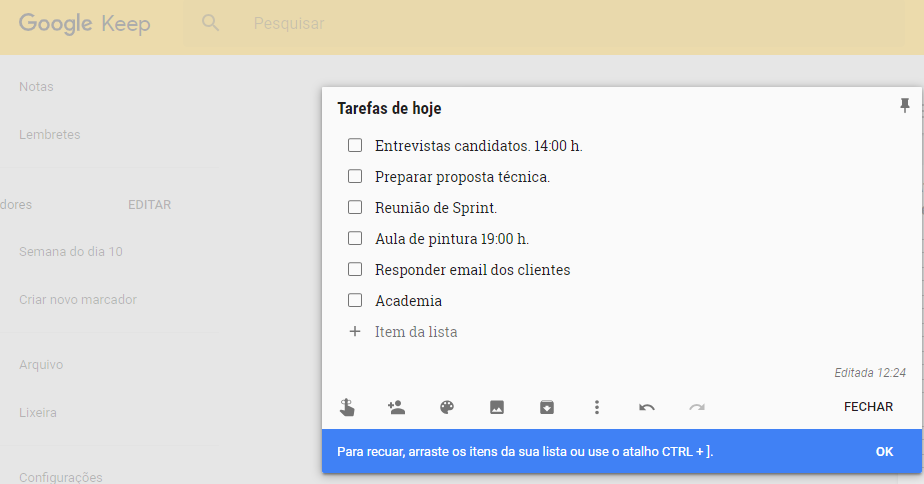 Google Keep
Pesquisar
Notas
Lembretes
dores
EDITAR
Semana do dia 10
Criar novo marcador
Arquivo
Lixeira
Configurações
Tarefas de hoje
Entrevistas candidatos. 14:00 h.
Preparar proposta técnica.
Reunião de Sprint.
Aula de pintura 19:00 h.
Responder email dos clientes
Academia
Item da lista
Editada 12:24
FECHAR
Para recuar, arraste os itens da sua lista ou use o atalho CTRL + ].
OK